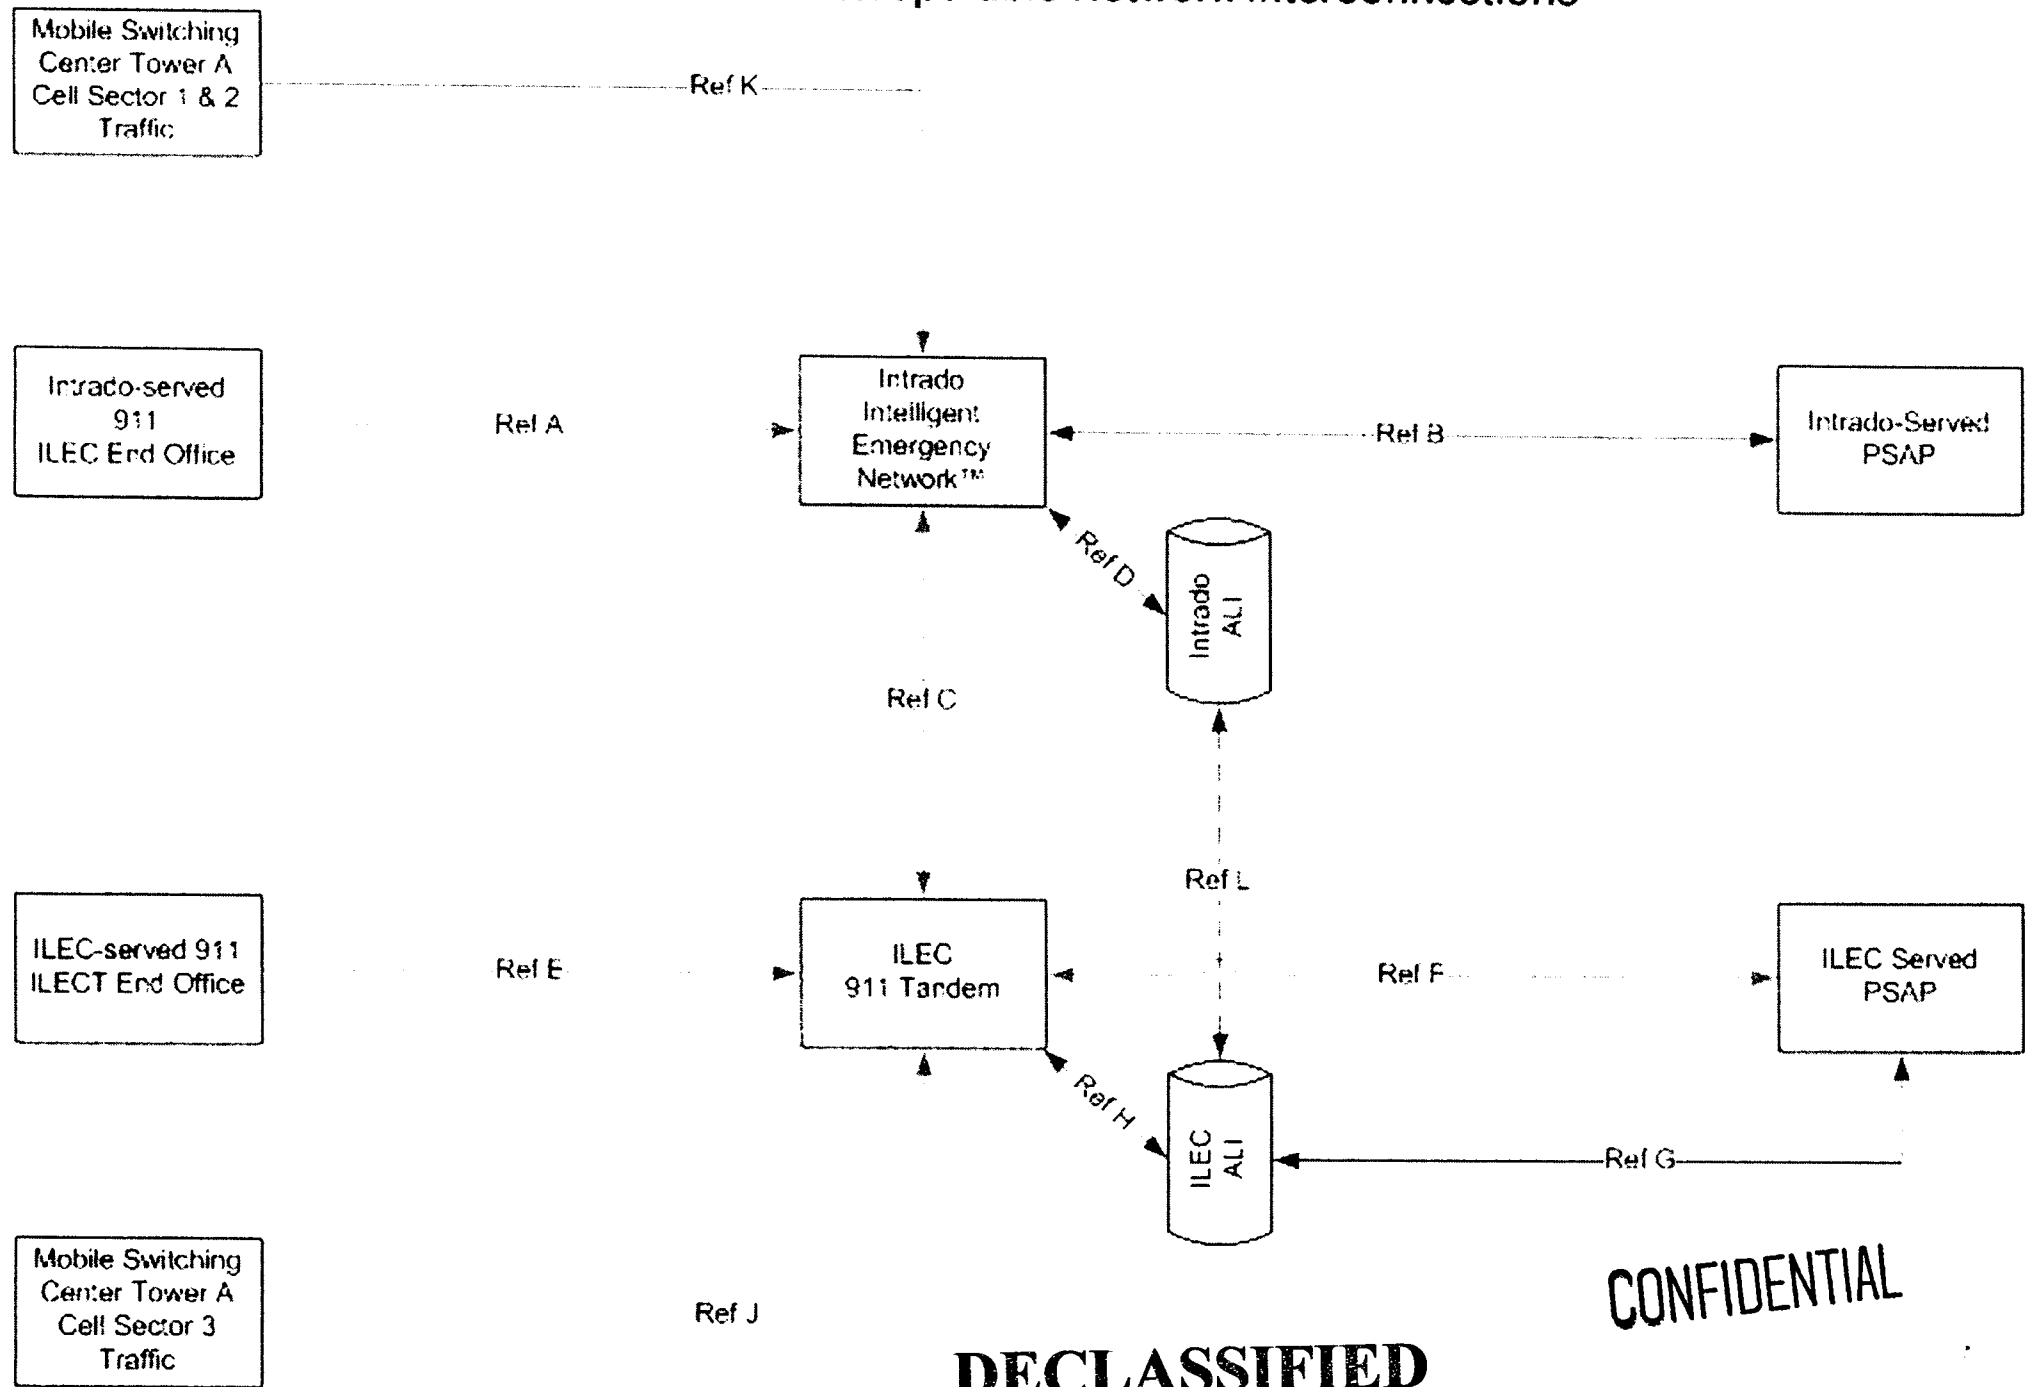 Network Interconnections
Mobile Switching
Center Tower A
Cell Sector 1 & 2
Traffic
Ref K
Intrado-served
911
ILEC End Office
Ref A
Intrado
Intelligent
Emergency
Network™
Ref B
Intrado-Served
PSAP
Ref D
Intrado
ALI
Ref C
Ref L
ILEC-served 911
ILECT End Office
Ref E
ILEC
911 Tandem
Ref F
ILEC Served
PSAP
Ref H
ILEC
ALI
Ref G
Mobile Switching
Center Tower A
Cell Sector 3
Traffic
Ref J
CONFIDENTIAL
DECLASSIFIED